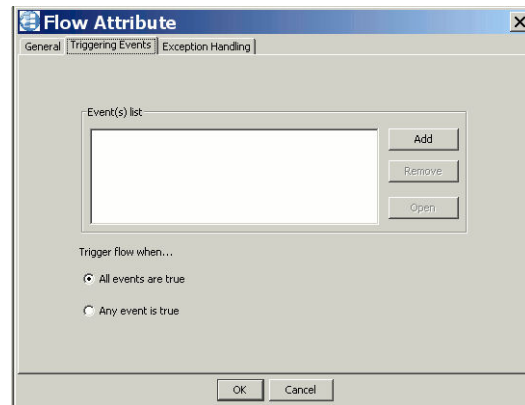 Flow Attribute
General Triggering Events Exception Handling
Event(s) list
Add
Remove
Open
Trigger flow when...
All events are true
Any event is true
OK Cancel